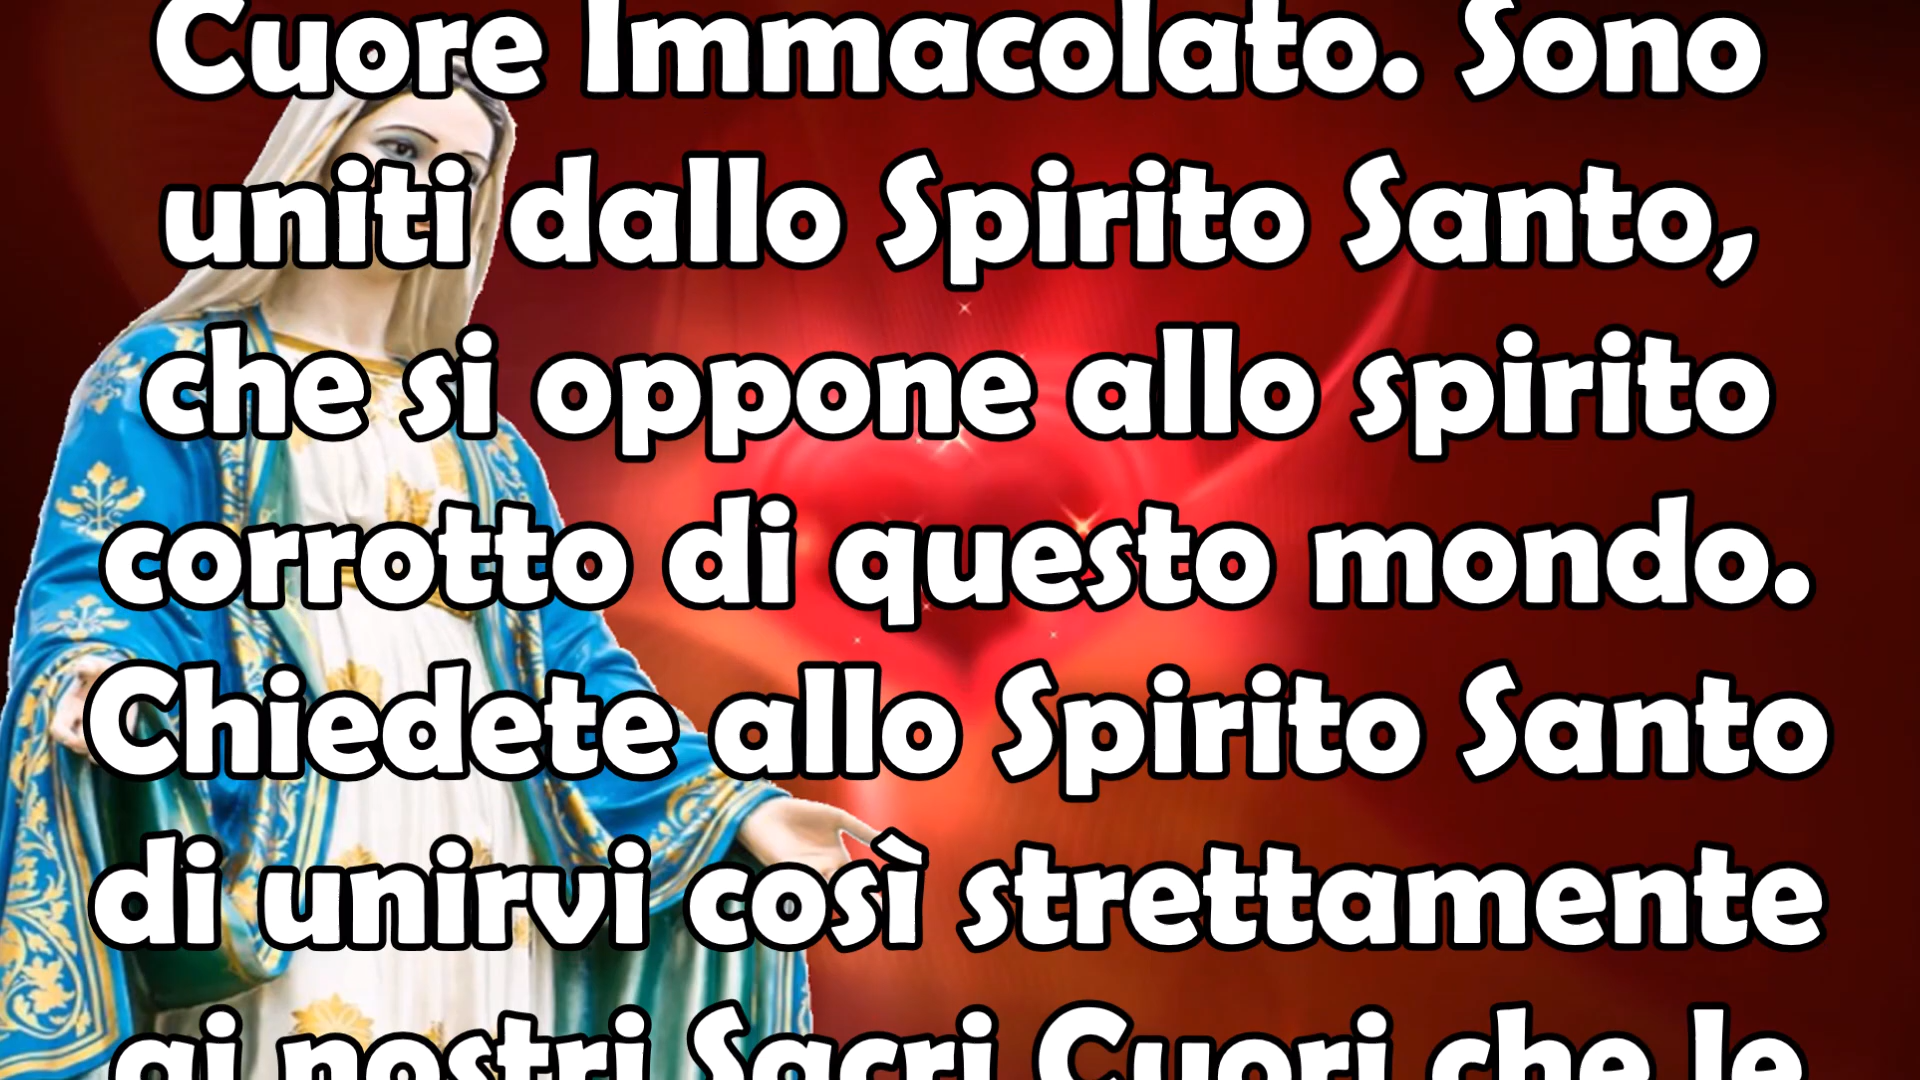 Cuore Immacolato. Sono
uniti dallo Spirito Santo,
che si oppone allo spirito
corrotto di questo mondo.
Chiedete allo Spirito Santo
di unirvi così strettamente
ai nostri Sacri Cuori che le